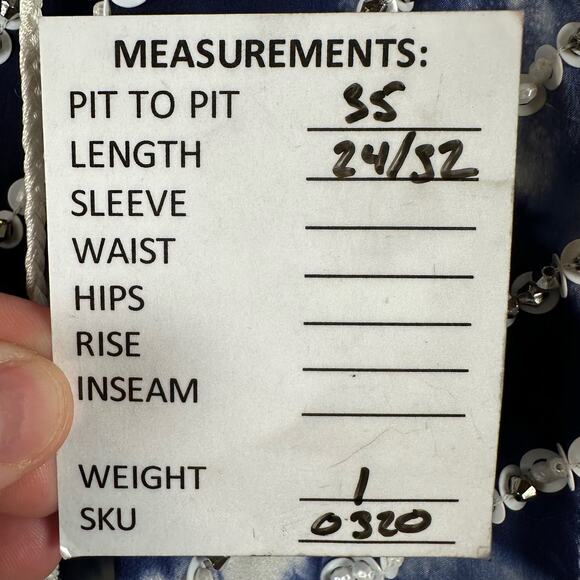 MEASUREMENTS:
PIT TO PIT 35
LENGTH 24/32
SLEEVE
WAIST
HIPS
RISE
INSEAM
WEIGHT 1
SKU 0320